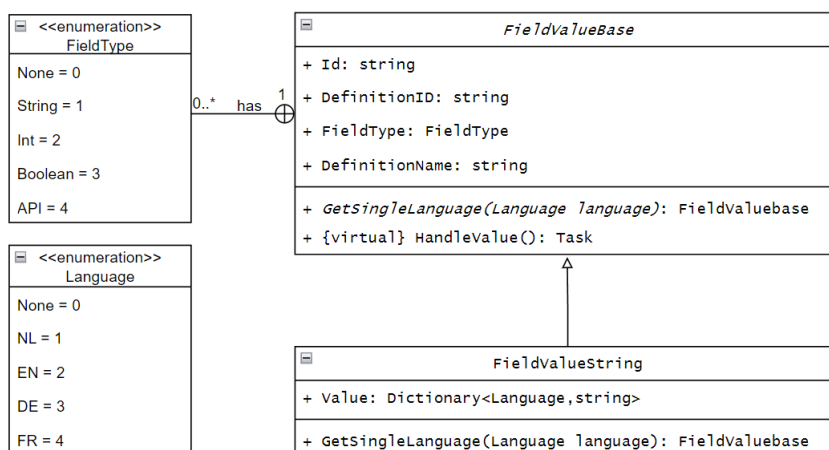 <<enumeration>>
FieldType
None = 0
String = 1
Int = 2
Boolean = 3
API = 4
0..* has 1
FieldValueBase
+ Id: string
+ DefinitionID: string
+ FieldType: FieldType
+ DefinitionName: string
+ GetSingleLanguage(Language language): FieldValuebase
+ {virtual} HandleValue(): Task
<<enumeration>>
Language
None = 0
NL = 1
EN = 2
DE = 3
FR = 4
FieldValueString
+ Value: Dictionary<Language,string>
+ GetSingleLanguage(Language language): FieldValuebase